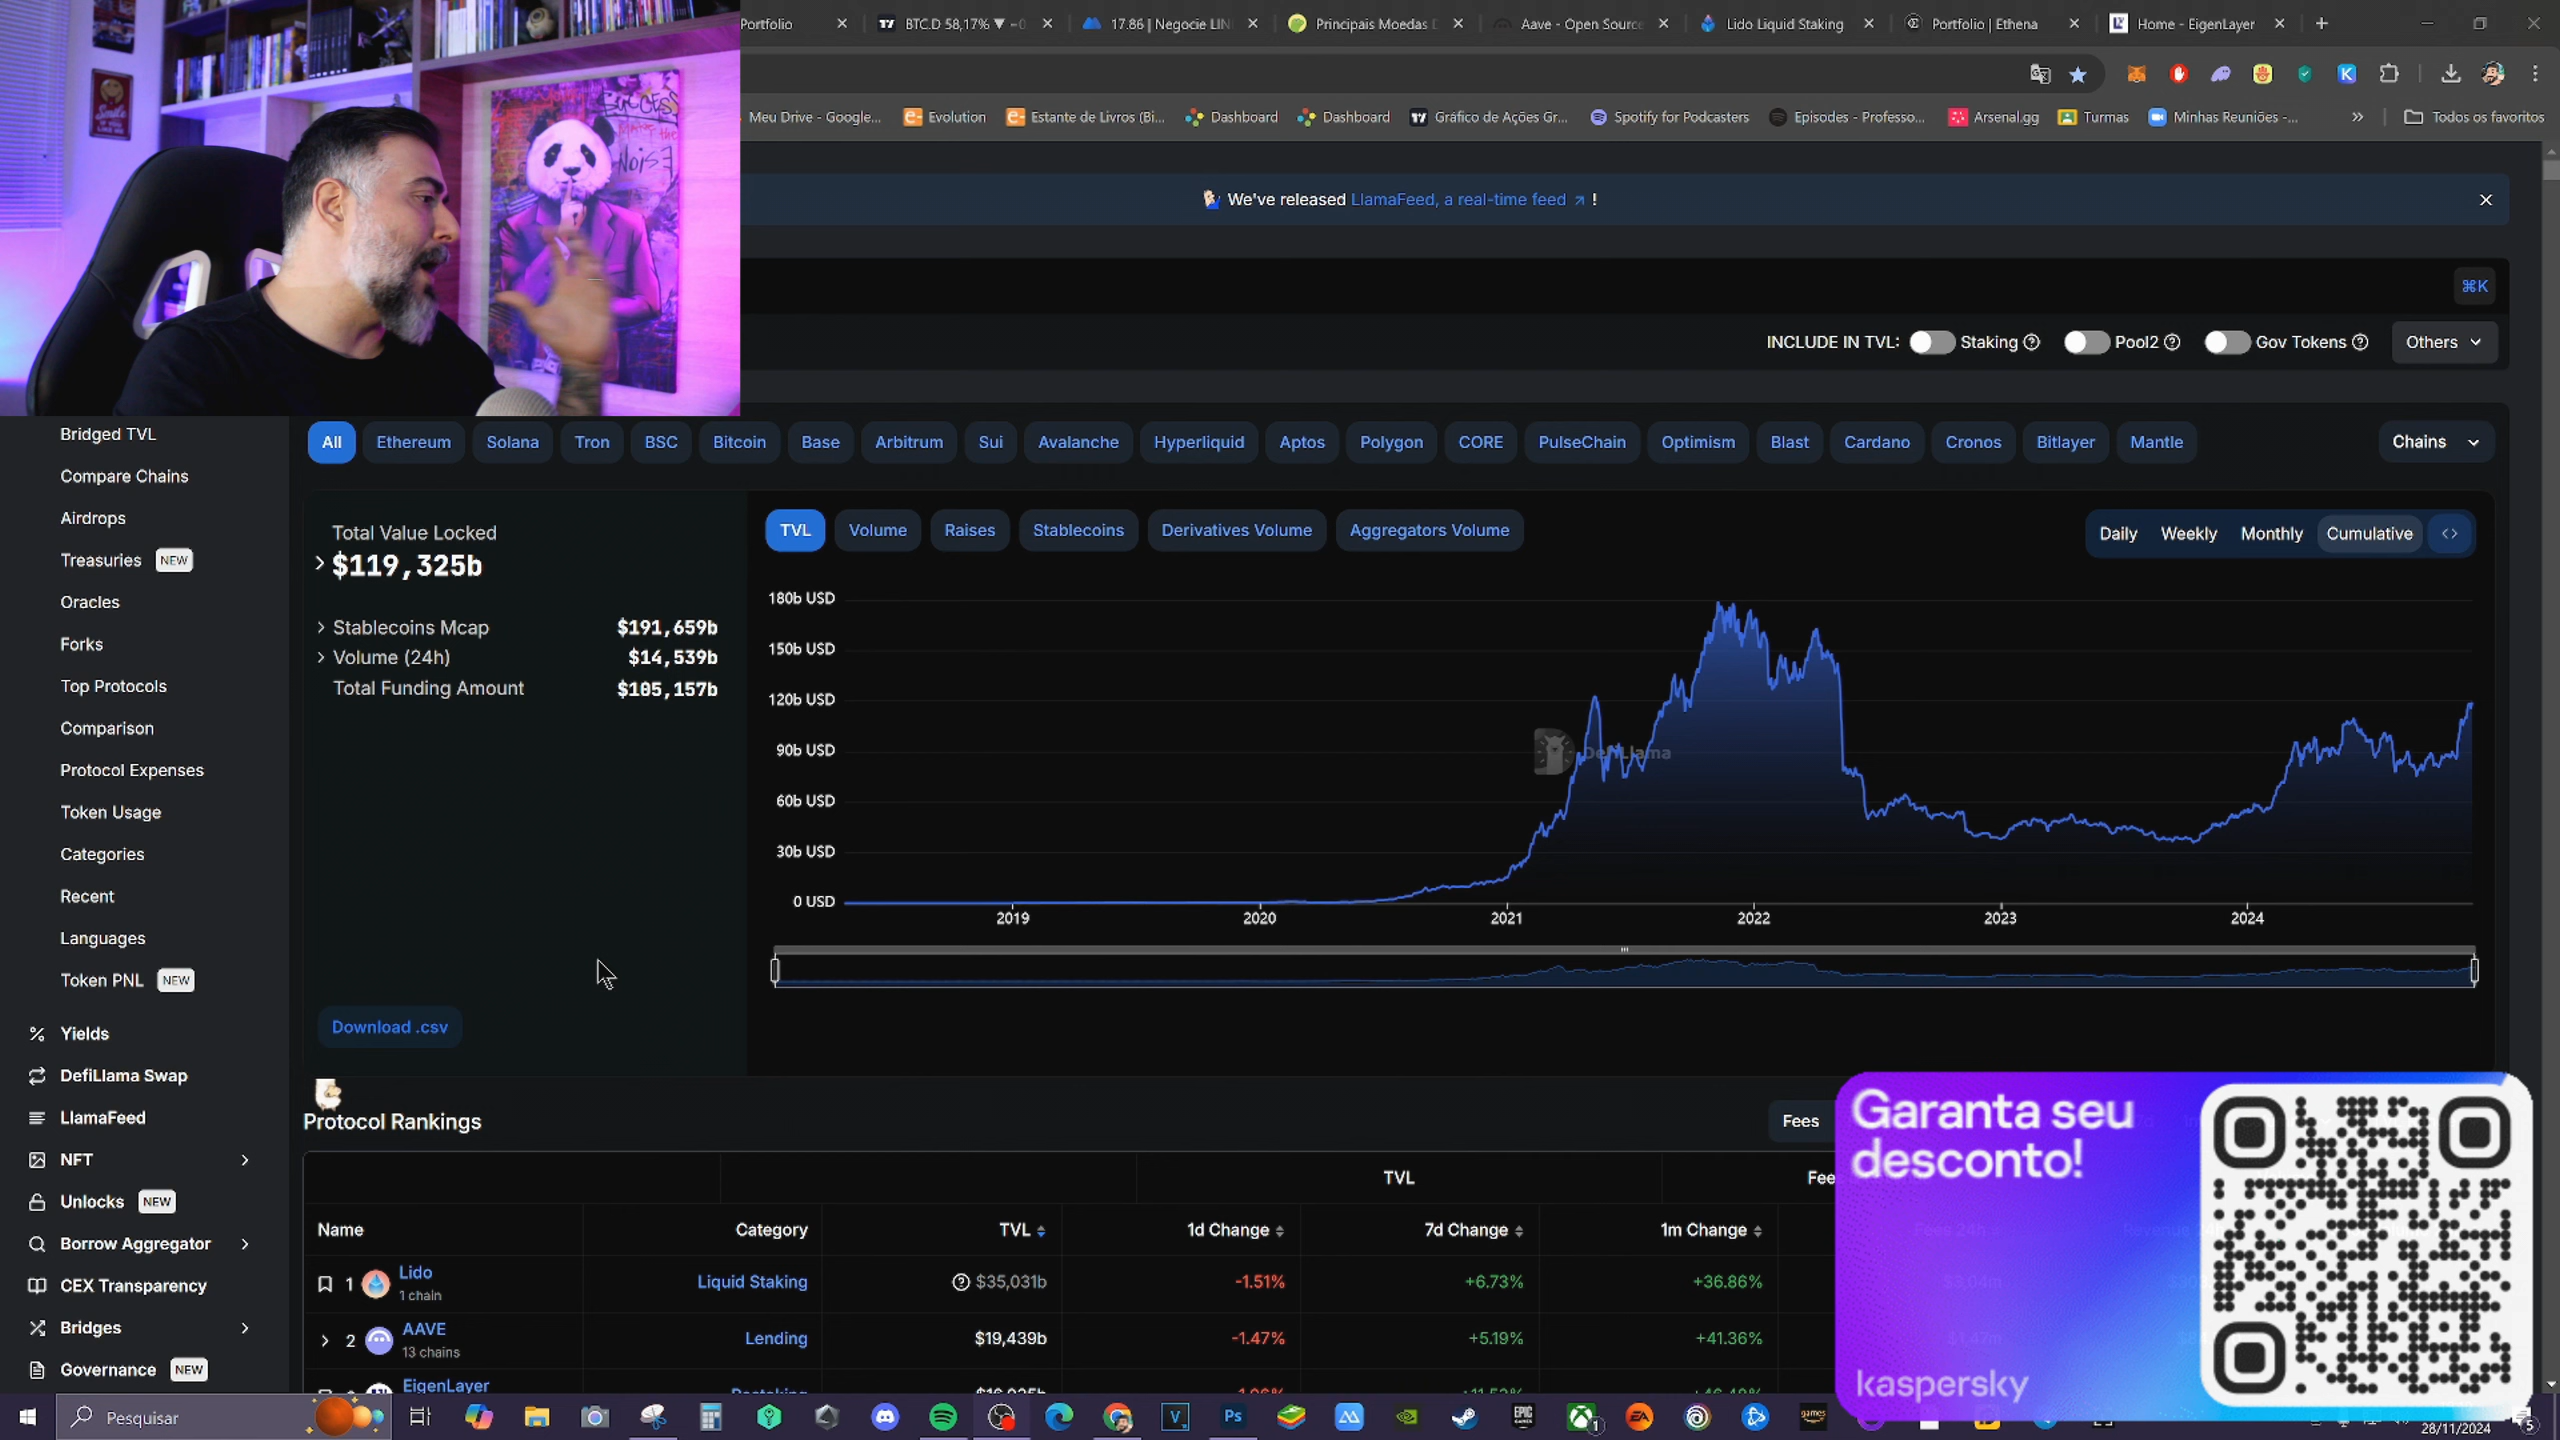 Portfolio
BTC.D 58,17% ▼ −0
17.86 | Negocie LIN
Principais Moedas D
Aave - Open Source
Lido Liquid Staking
Portfolio | Ethena
Home - EigenLayer
Meu Drive - Google...
Evolution
Estante de Livros (Bi...
Dashboard
Dashboard
Gráfico de Ações Gr...
Spotify for Podcasters
Episodes - Professo...
Arsenal.gg
Turmas
Minhas Reuniões -...
Todos os favoritos
SUCCESS
MAKE the
Noise
We've released LlamaFeed, a real-time feed ↗ !
⌘K
INCLUDE IN TVL: Staking Pool2 Gov Tokens Others
All Ethereum Solana Tron BSC Bitcoin Base Arbitrum Sui Avalanche Hyperliquid Aptos Polygon CORE PulseChain Optimism Blast Cardano Cronos Bitlayer Mantle Chains
Bridged TVL
Compare Chains
Airdrops
Treasuries NEW
Oracles
Forks
Top Protocols
Comparison
Protocol Expenses
Token Usage
Categories
Recent
Languages
Token PNL NEW
Yields
DefiLlama Swap
LlamaFeed
NFT
Unlocks NEW
Borrow Aggregator
CEX Transparency
Bridges
Governance NEW
Total Value Locked
$119,325b
Stablecoins Mcap $191,659b
Volume (24h) $14,539b
Total Funding Amount $105,157b
Download .csv
TVL Volume Raises Stablecoins Derivatives Volume Aggregators Volume
Daily Weekly Monthly Cumulative <>
180b USD
150b USD
120b USD
90b USD
60b USD
30b USD
0 USD
DefiLlama
2019 2020 2021 2022 2023 2024
Protocol Rankings
Fees
TVL
Fee
Name Category TVL 1d Change 7d Change 1m Change
1 Lido Liquid Staking $35,031b -1.51% +6.73% +36.86%
1 chain
2 AAVE Lending $19,439b -1.47% +5.19% +41.36%
13 chains
EigenLayer
Garanta seu
desconto!
kaspersky
Pesquisar
28/11/2024
5